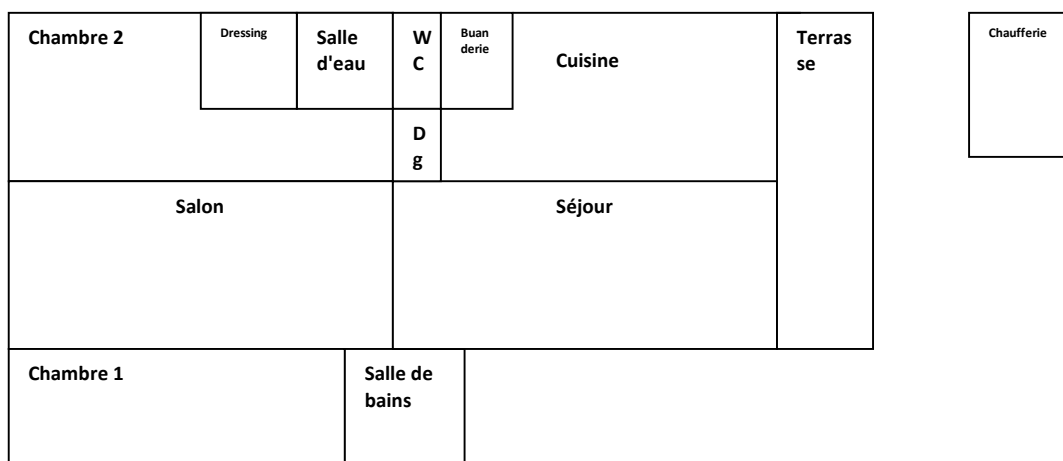 Chambre 2
Dressing
Salle
d'eau
W
C
Buan
derie
Cuisine
Terras
se
Chaufferie
D
g
Salon
Séjour
Chambre 1
Salle de
bains